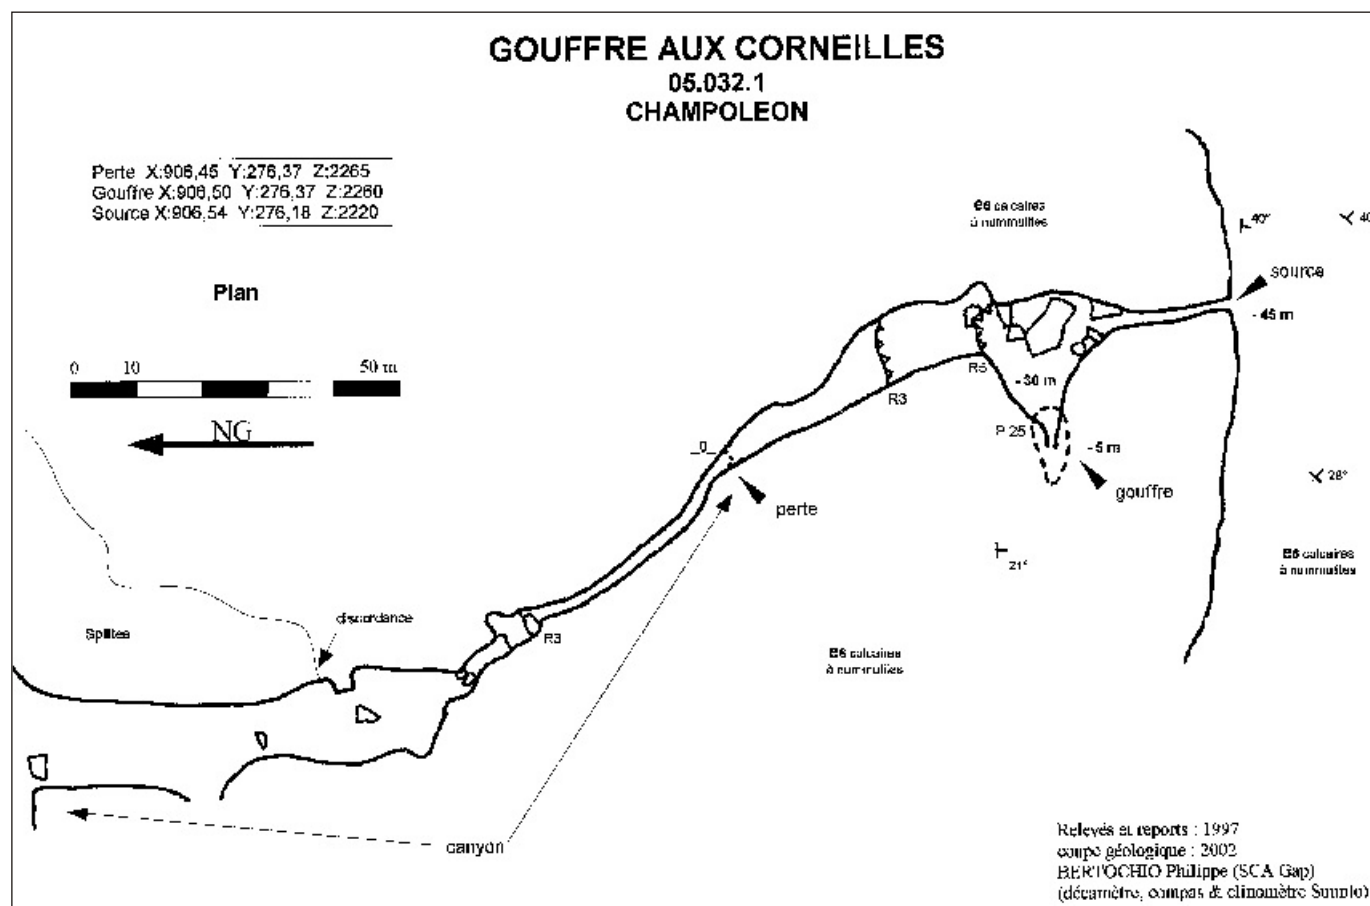 GOUFFRE AUX CORNEILLES
05.032.1
CHAMPOLEON
Perte X:906,45 Y:276,37 Z:2265
Gouffre X:906,50 Y:276,37 Z:2260
Source X:906,54 Y:276,18 Z:2220
Plan
0 10 50 m
NG
e6 calcaires
à nummulites
40°
40
source
- 45 m
R5
- 30 m
R3
P 25
- 5 m
gouffre
_0_
perte
28°
21°
e6 calcaires
à nummulites
Spilites
discordance
R3
e6 calcaires
à nummulites
canyon
Relevés et reports : 1997
coupe géologique : 2002
BERTOCHIO Philippe (SCA Gap)
(décamètre, compas & clinomètre Suunto)